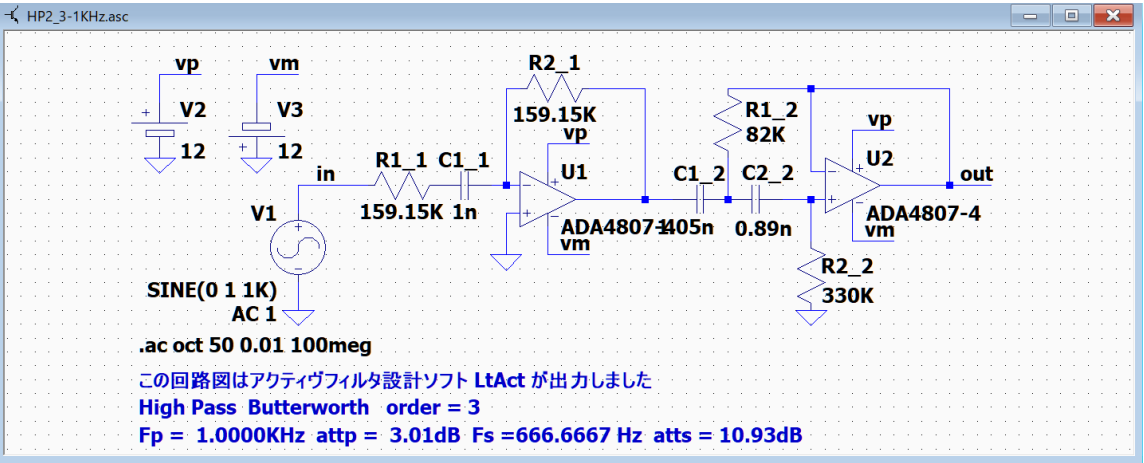 HP2_3-1KHz.asc
vp
vm
R2_1
V2
V3
159.15K
vp
R1_2
82K
vp
12
12
in
R1_1
C1_1
U1
C1_2
C2_2
U2
out
V1
159.15K
1n
ADA4807-1
405n
0.89n
ADA4807-4
vm
vm
R2_2
330K
SINE(0 1 1K)
AC 1
.ac oct 50 0.01 100meg
この回路図はアクティヴフィルタ設計ソフト LtAct が出力しました
High Pass Butterworth order = 3
Fp = 1.0000KHz attp = 3.01dB Fs =666.6667 Hz atts = 10.93dB